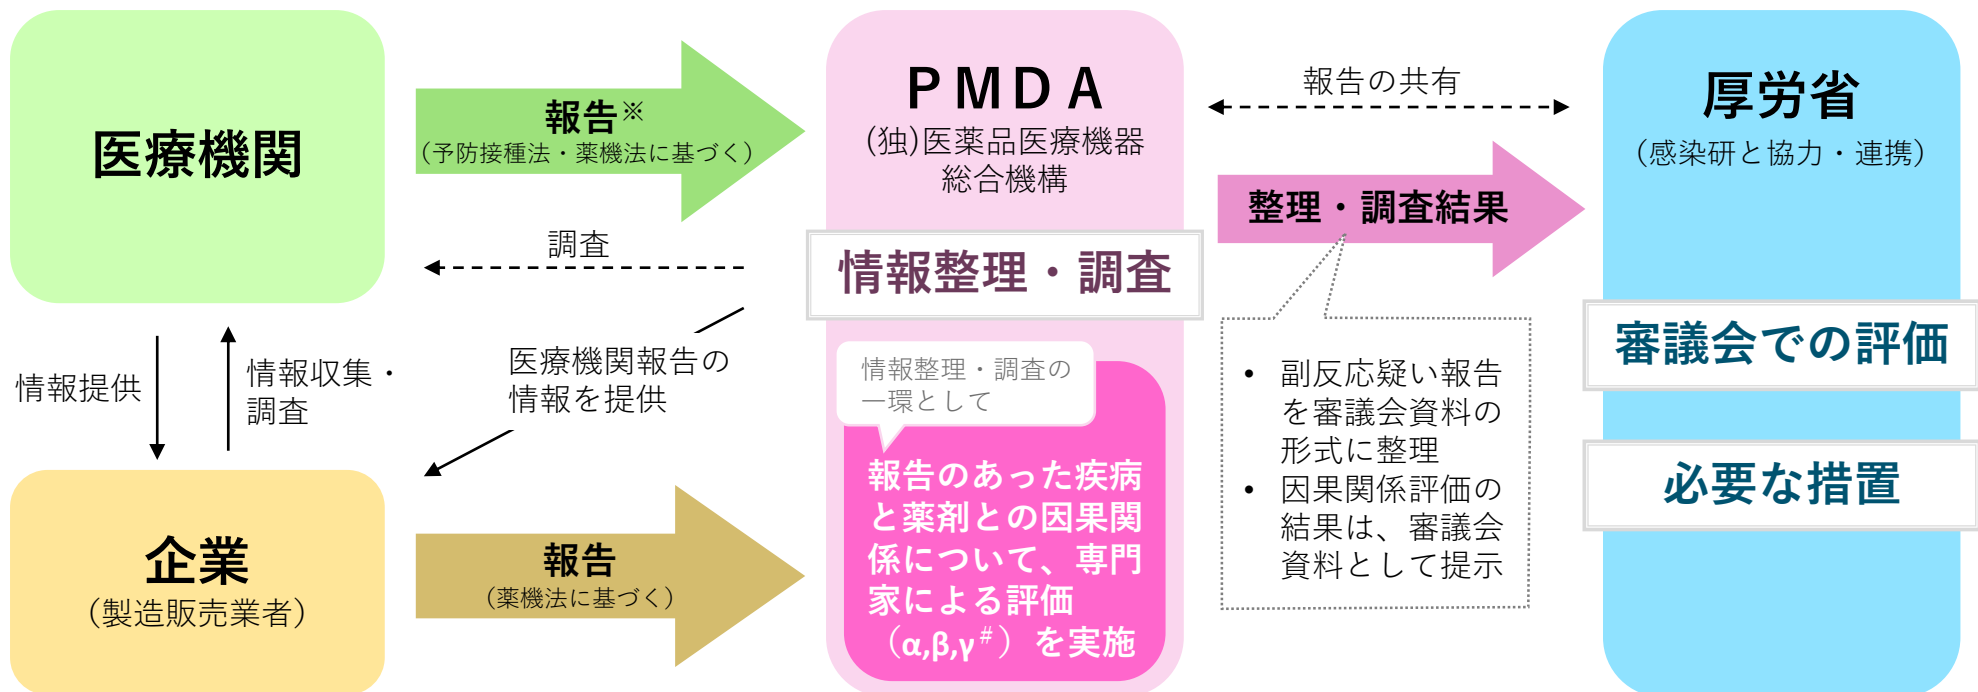 医療機関
報告※
(予防接種法・薬機法に基づく)
調査
情報提供
情報収集・
調査
医療機関報告の
情報を提供
企業
(製造販売業者)
報告
(薬機法に基づく)
ＰＭＤＡ
(独)医薬品医療機器
総合機構
情報整理・調査
情報整理・調査の
一環として
報告のあった疾病
と薬剤との因果関
係について、専門
家による評価
（α,β,γ＃）を実施
報告の共有
整理・調査結果
• 副反応疑い報告
を審議会資料の
形式に整理
• 因果関係評価の
結果は、審議会
資料として提示
厚労省
(感染研と協力・連携)
審議会での評価
必要な措置